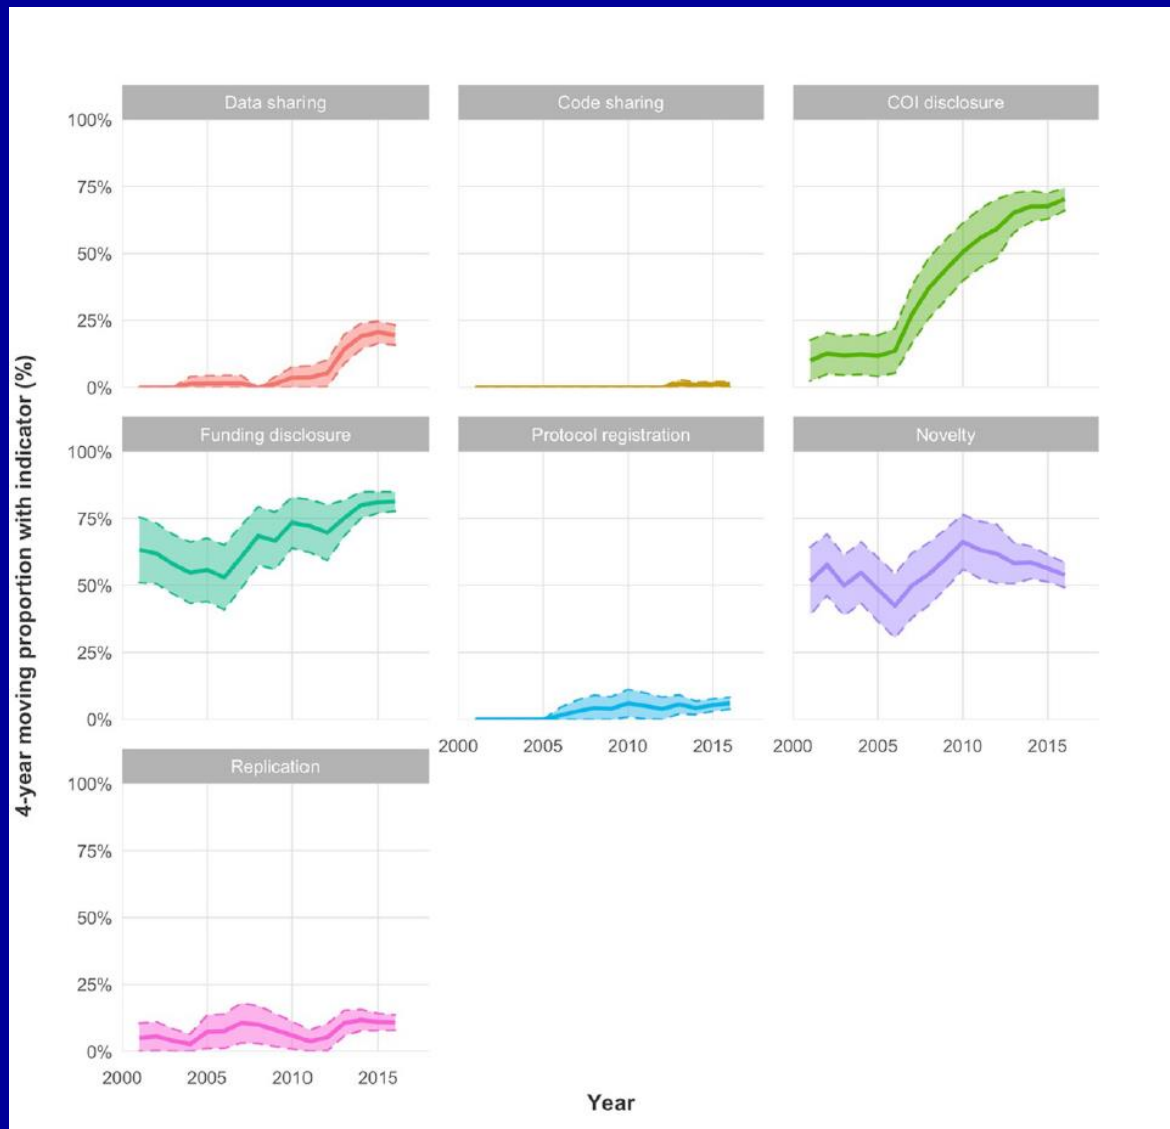 Data sharing
Code sharing
COI disclosure
100%
75%
50%
25%
0%
Funding disclosure
Protocol registration
Novelty
100%
75%
50%
25%
0%
2000 2005 2010 2015
2000 2005 2010 2015
Replication
100%
75%
50%
25%
0%
2000 2005 2010 2015
4-year moving proportion with indicator (%)
Year